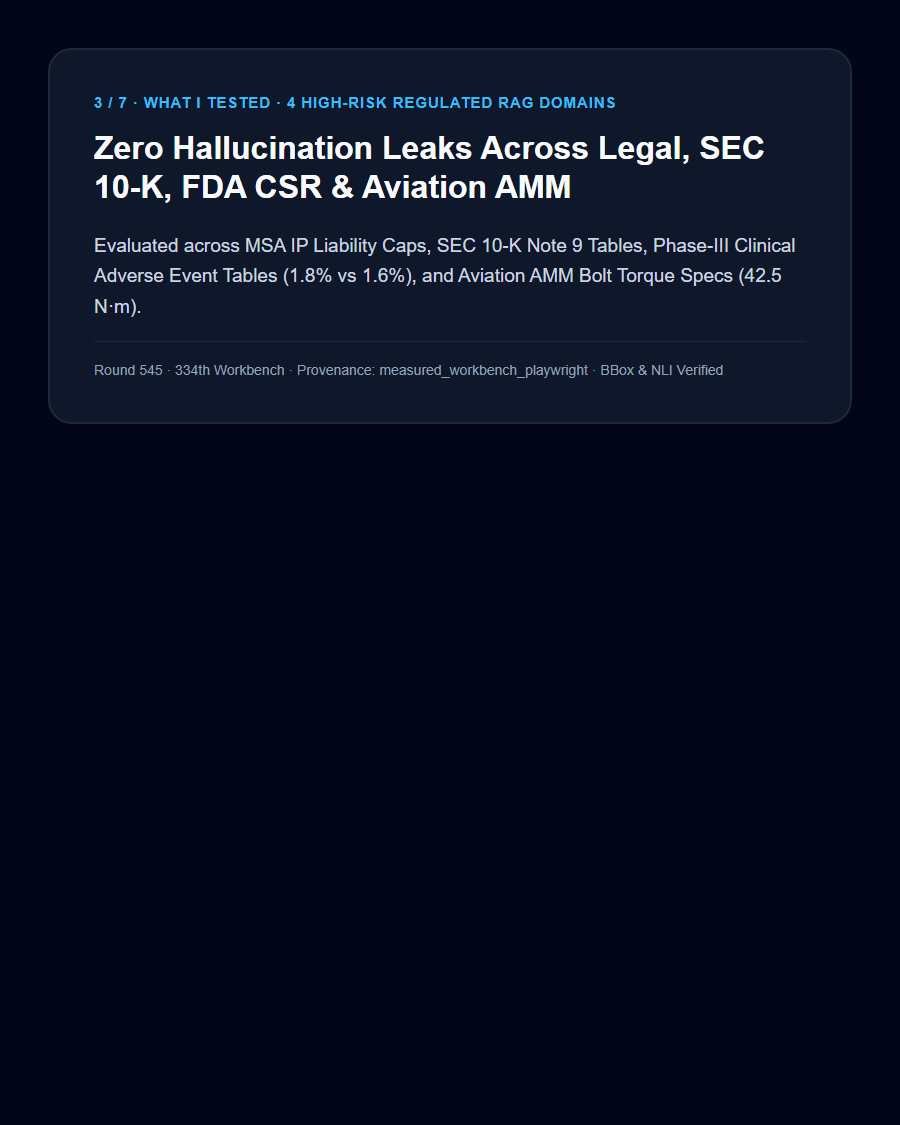 3 / 7 · WHAT I TESTED · 4 HIGH-RISK REGULATED RAG DOMAINS
Zero Hallucination Leaks Across Legal, SEC
10-K, FDA CSR & Aviation AMM
Evaluated across MSA IP Liability Caps, SEC 10-K Note 9 Tables, Phase-III Clinical
Adverse Event Tables (1.8% vs 1.6%), and Aviation AMM Bolt Torque Specs (42.5
N·m).
Round 545 · 334th Workbench · Provenance: measured_workbench_playwright · BBox & NLI Verified